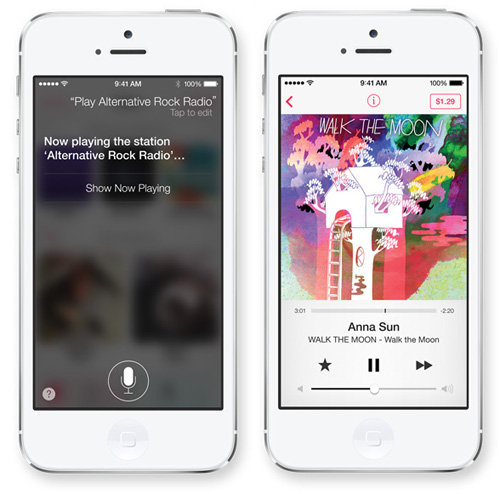 9:41 AM
100%
“Play Alternative Rock Radio”
Tap to edit
Now playing the station
‘Alternative Rock Radio’…
Show Now Playing
?
9:41 AM
100%
i
$1.29
WALK THE MOON
3:01
-2:20
Anna Sun
WALK THE MOON - Walk the Moon